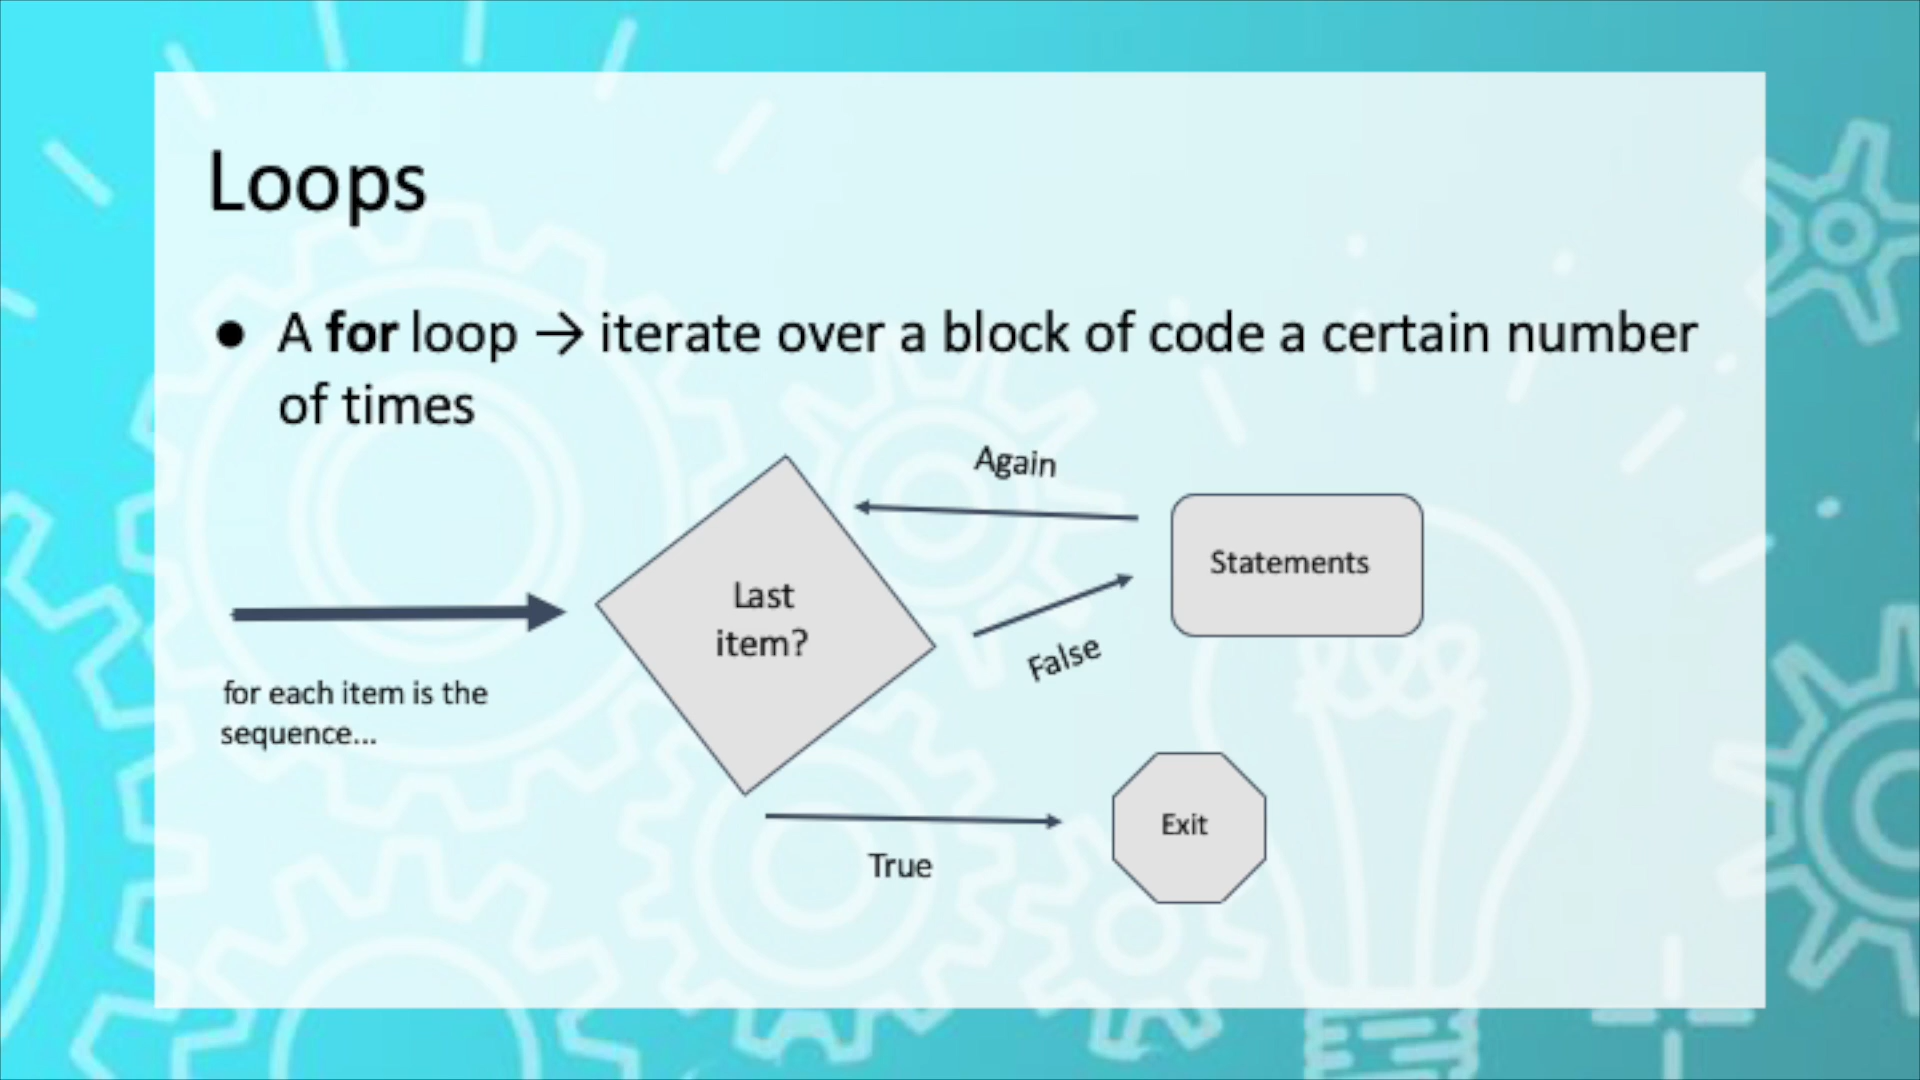 Loops
● A for loop → iterate over a block of code a certain number
of times
Again
Statements
Last
item?
False
for each item is the
sequence...
Exit
True